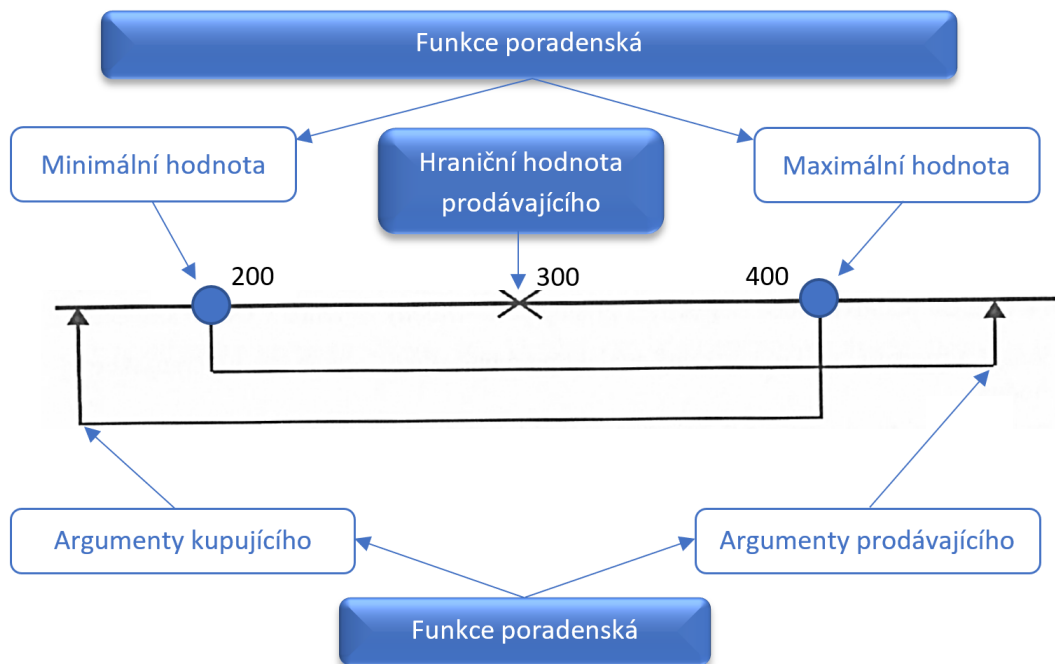 Funkce poradenská
Minimální hodnota
Hraniční hodnota
prodávajícího
Maximální hodnota
200
300
400
Argumenty kupujícího
Argumenty prodávajícího
Funkce poradenská